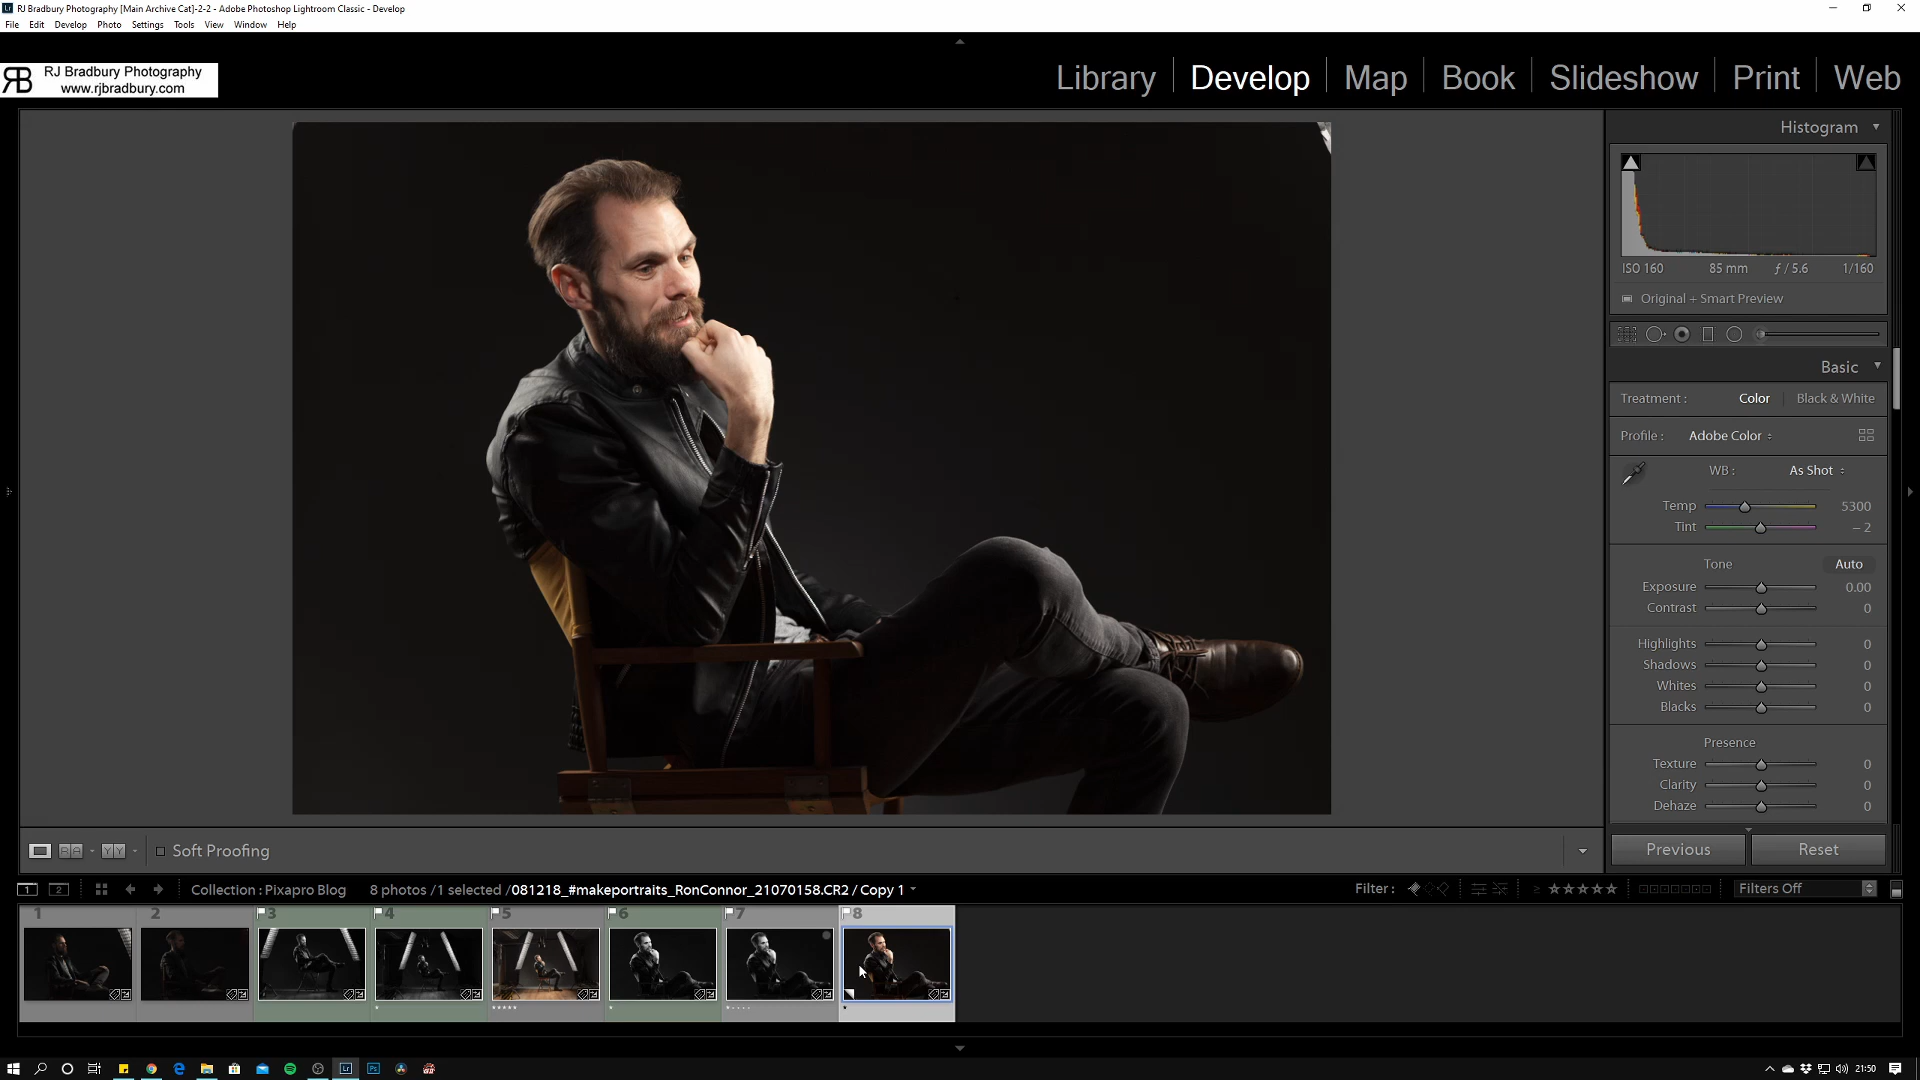 RJ Bradbury Photography [Main Archive Cat]-2-2 - Adobe Photoshop Lightroom Classic - Develop
File Edit Develop Photo Settings Tools View Window Help
RJ Bradbury Photography
www.rjbradbury.com
Library Develop Map Book Slideshow Print Web
Histogram
ISO 160 85 mm ƒ / 5.6 1/160
Original + Smart Preview
Basic
Treatment : Color Black & White
Profile : Adobe Color
WB : As Shot
Temp 5300
Tint – 2
Tone Auto
Exposure 0.00
Contrast 0
Highlights 0
Shadows 0
Whites 0
Blacks 0
Presence
Texture 0
Clarity 0
Dehaze 0
Soft Proofing
Previous Reset
1 2 Collection : Pixapro Blog 8 photos /1 selected /081218_#makeportraits_RonConnor_21070158.CR2 / Copy 1 Filter : Filters Off
1 2 3 4 5 6 7 8
21:50